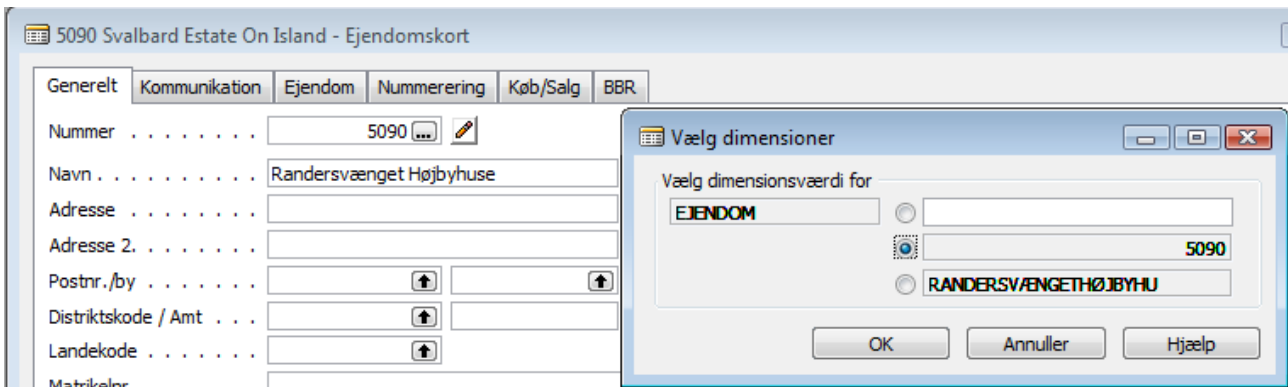 5090 Svalbard Estate On Island - Ejendomskort
Generelt Kommunikation Ejendom Nummerering Køb/Salg BBR
Nummer . . . . . . . . 5090 ...
Navn . . . . . . . . . . Randersvænget Højbyhuse
Adresse . . . . . . . .
Adresse 2. . . . . . . .
Postnr./by . . . . . . .
Distriktskode / Amt . . .
Landekode . . . . . . .
Matrikelnr
Vælg dimensioner
Vælg dimensionsværdi for
EJENDOM
5090
RANDERSVÆNGETHØJBYHU
OK Annuller Hjælp